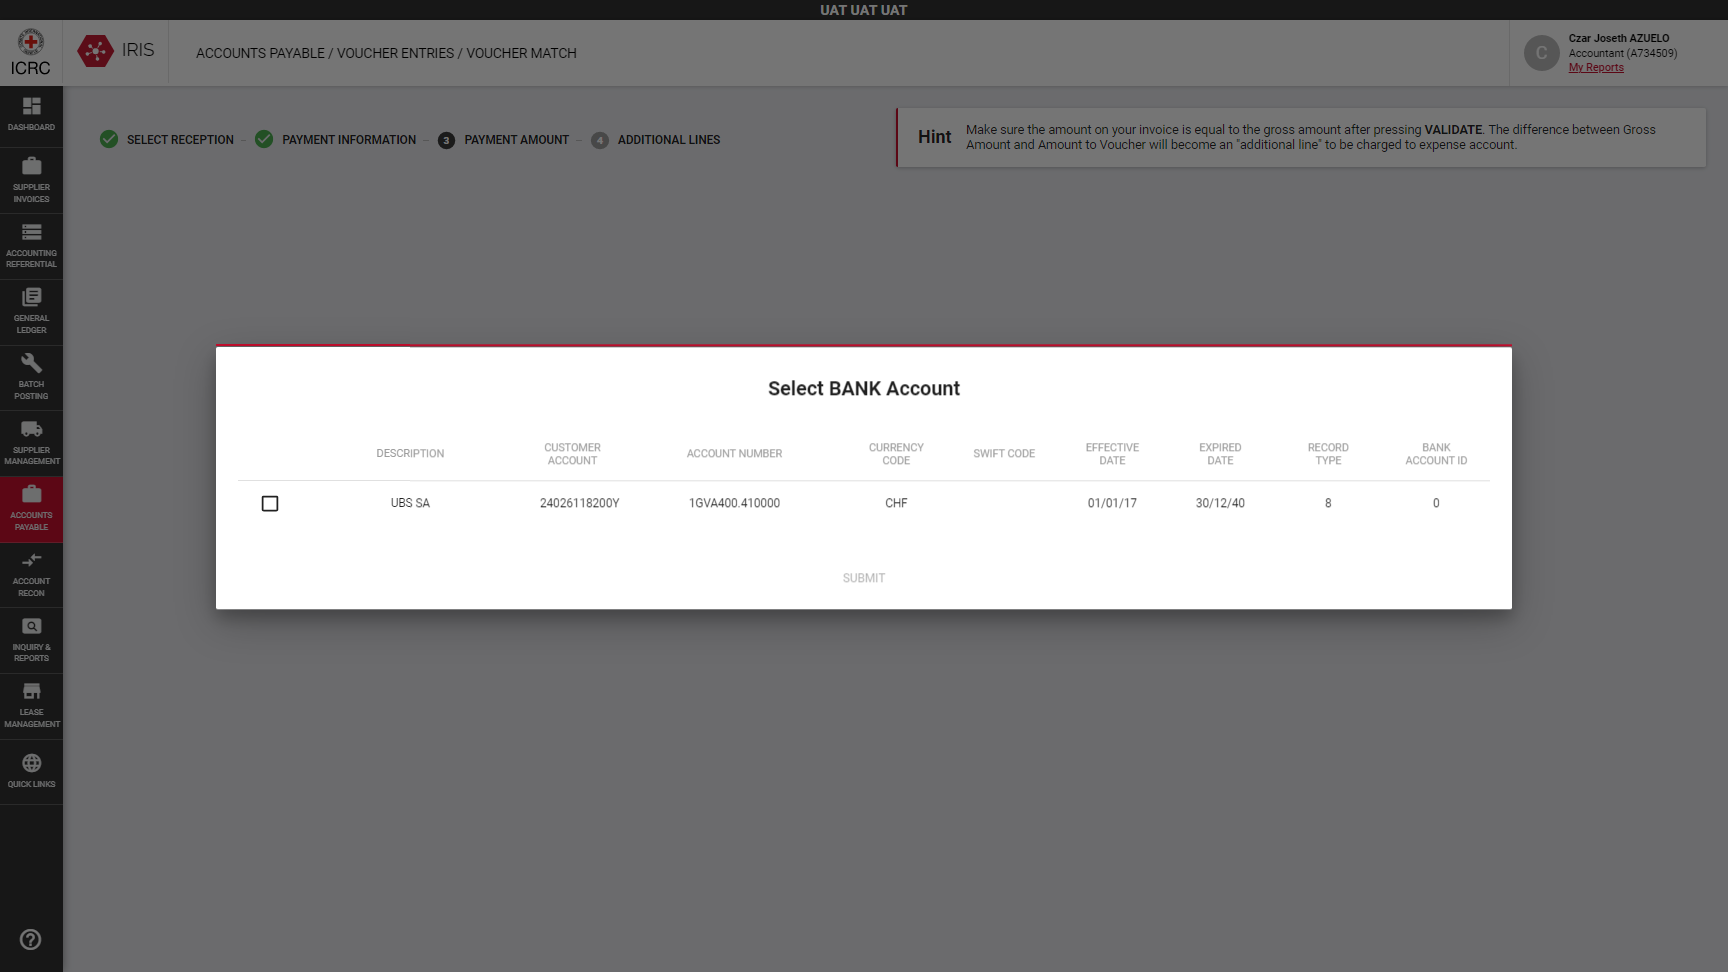 UAT UAT UAT
ICRC
IRIS
ACCOUNTS PAYABLE / VOUCHER ENTRIES / VOUCHER MATCH
C
Czar Joseth AZUELO
Accountant (A734509)
My Reports
DASHBOARD
SUPPLIER
INVOICES
ACCOUNTING
REFERENTIAL
GENERAL
LEDGER
BATCH
POSTING
SUPPLIER
MANAGEMENT
ACCOUNTS
PAYABLE
ACCOUNT
RECON
INQUIRY &
REPORTS
LEASE
MANAGEMENT
QUICK LINKS
SELECT RECEPTION
PAYMENT INFORMATION
3 PAYMENT AMOUNT
4 ADDITIONAL LINES
Hint
Make sure the amount on your invoice is equal to the gross amount after pressing VALIDATE. The difference between Gross
Amount and Amount to Voucher will become an "additional line" to be charged to expense account.
Select BANK Account
DESCRIPTION
CUSTOMER
ACCOUNT
ACCOUNT NUMBER
CURRENCY
CODE
SWIFT CODE
EFFECTIVE
DATE
EXPIRED
DATE
RECORD
TYPE
BANK
ACCOUNT ID
UBS SA 24026118200Y 1GVA400.410000 CHF 01/01/17 30/12/40 8 0
SUBMIT